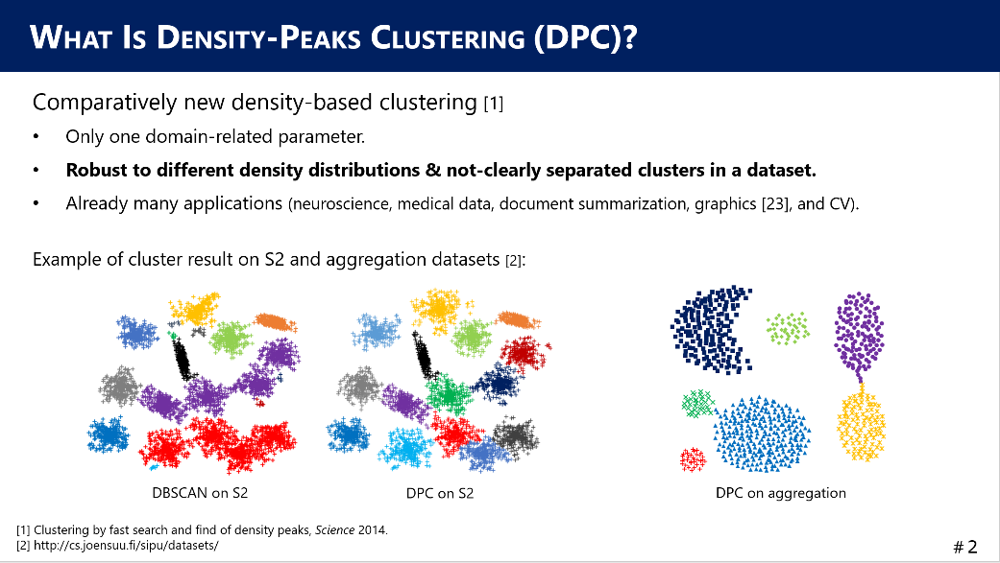 WHAT IS DENSITY-PEAKS CLUSTERING (DPC)?
Comparatively new density-based clustering [1]
• Only one domain-related parameter.
• Robust to different density distributions & not-clearly separated clusters in a dataset.
• Already many applications (neuroscience, medical data, document summarization, graphics [23], and CV).
Example of cluster result on S2 and aggregation datasets [2]:
DBSCAN on S2
DPC on S2
DPC on aggregation
[1] Clustering by fast search and find of density peaks, Science 2014.
[2] http://cs.joensuu.fi/sipu/datasets/
# 2